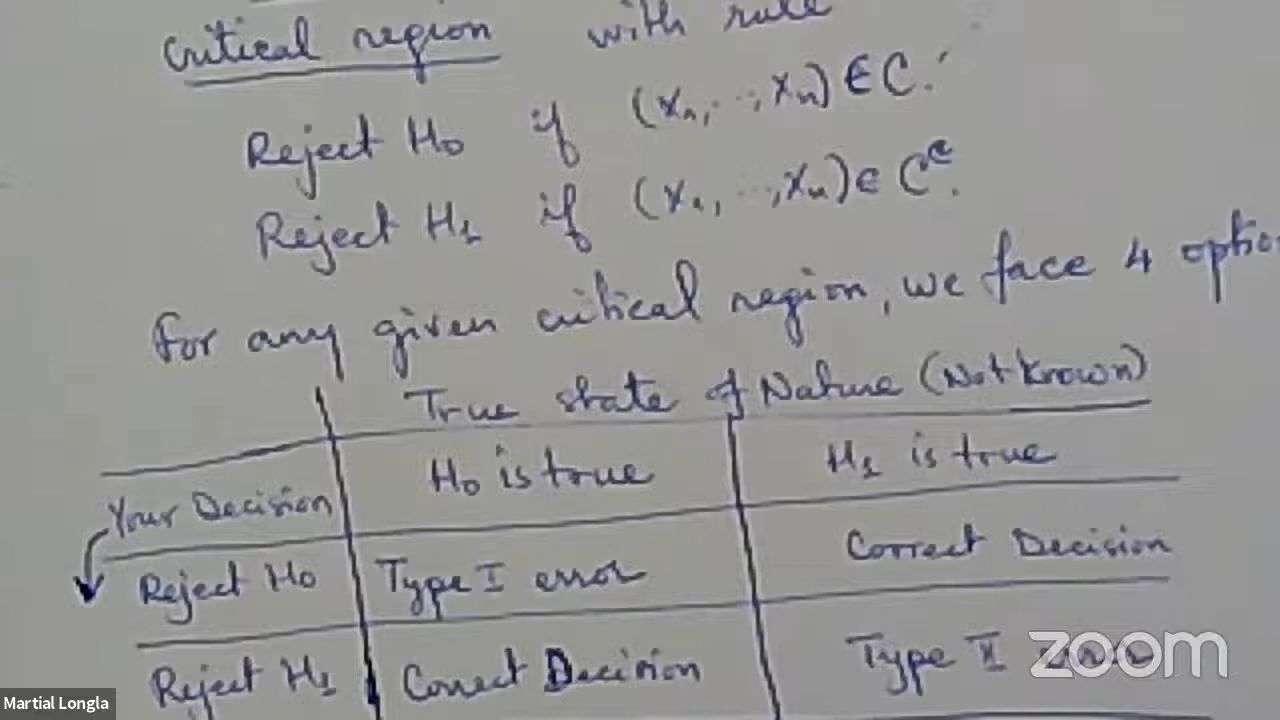 critical region with rule
Reject H₀ if (x₁, ..., xₙ) ∈ C.
Reject H₁ if (x₁, ..., xₙ) ∈ Cᶜ.
For any given critical region, we face 4 optio
True state of Nature (Not Known)
Your Decision H₀ is true H₁ is true
Reject H₀ Type I error Correct Decision
Reject H₁ Correct Decision Type II error
zoom
Martial Longla